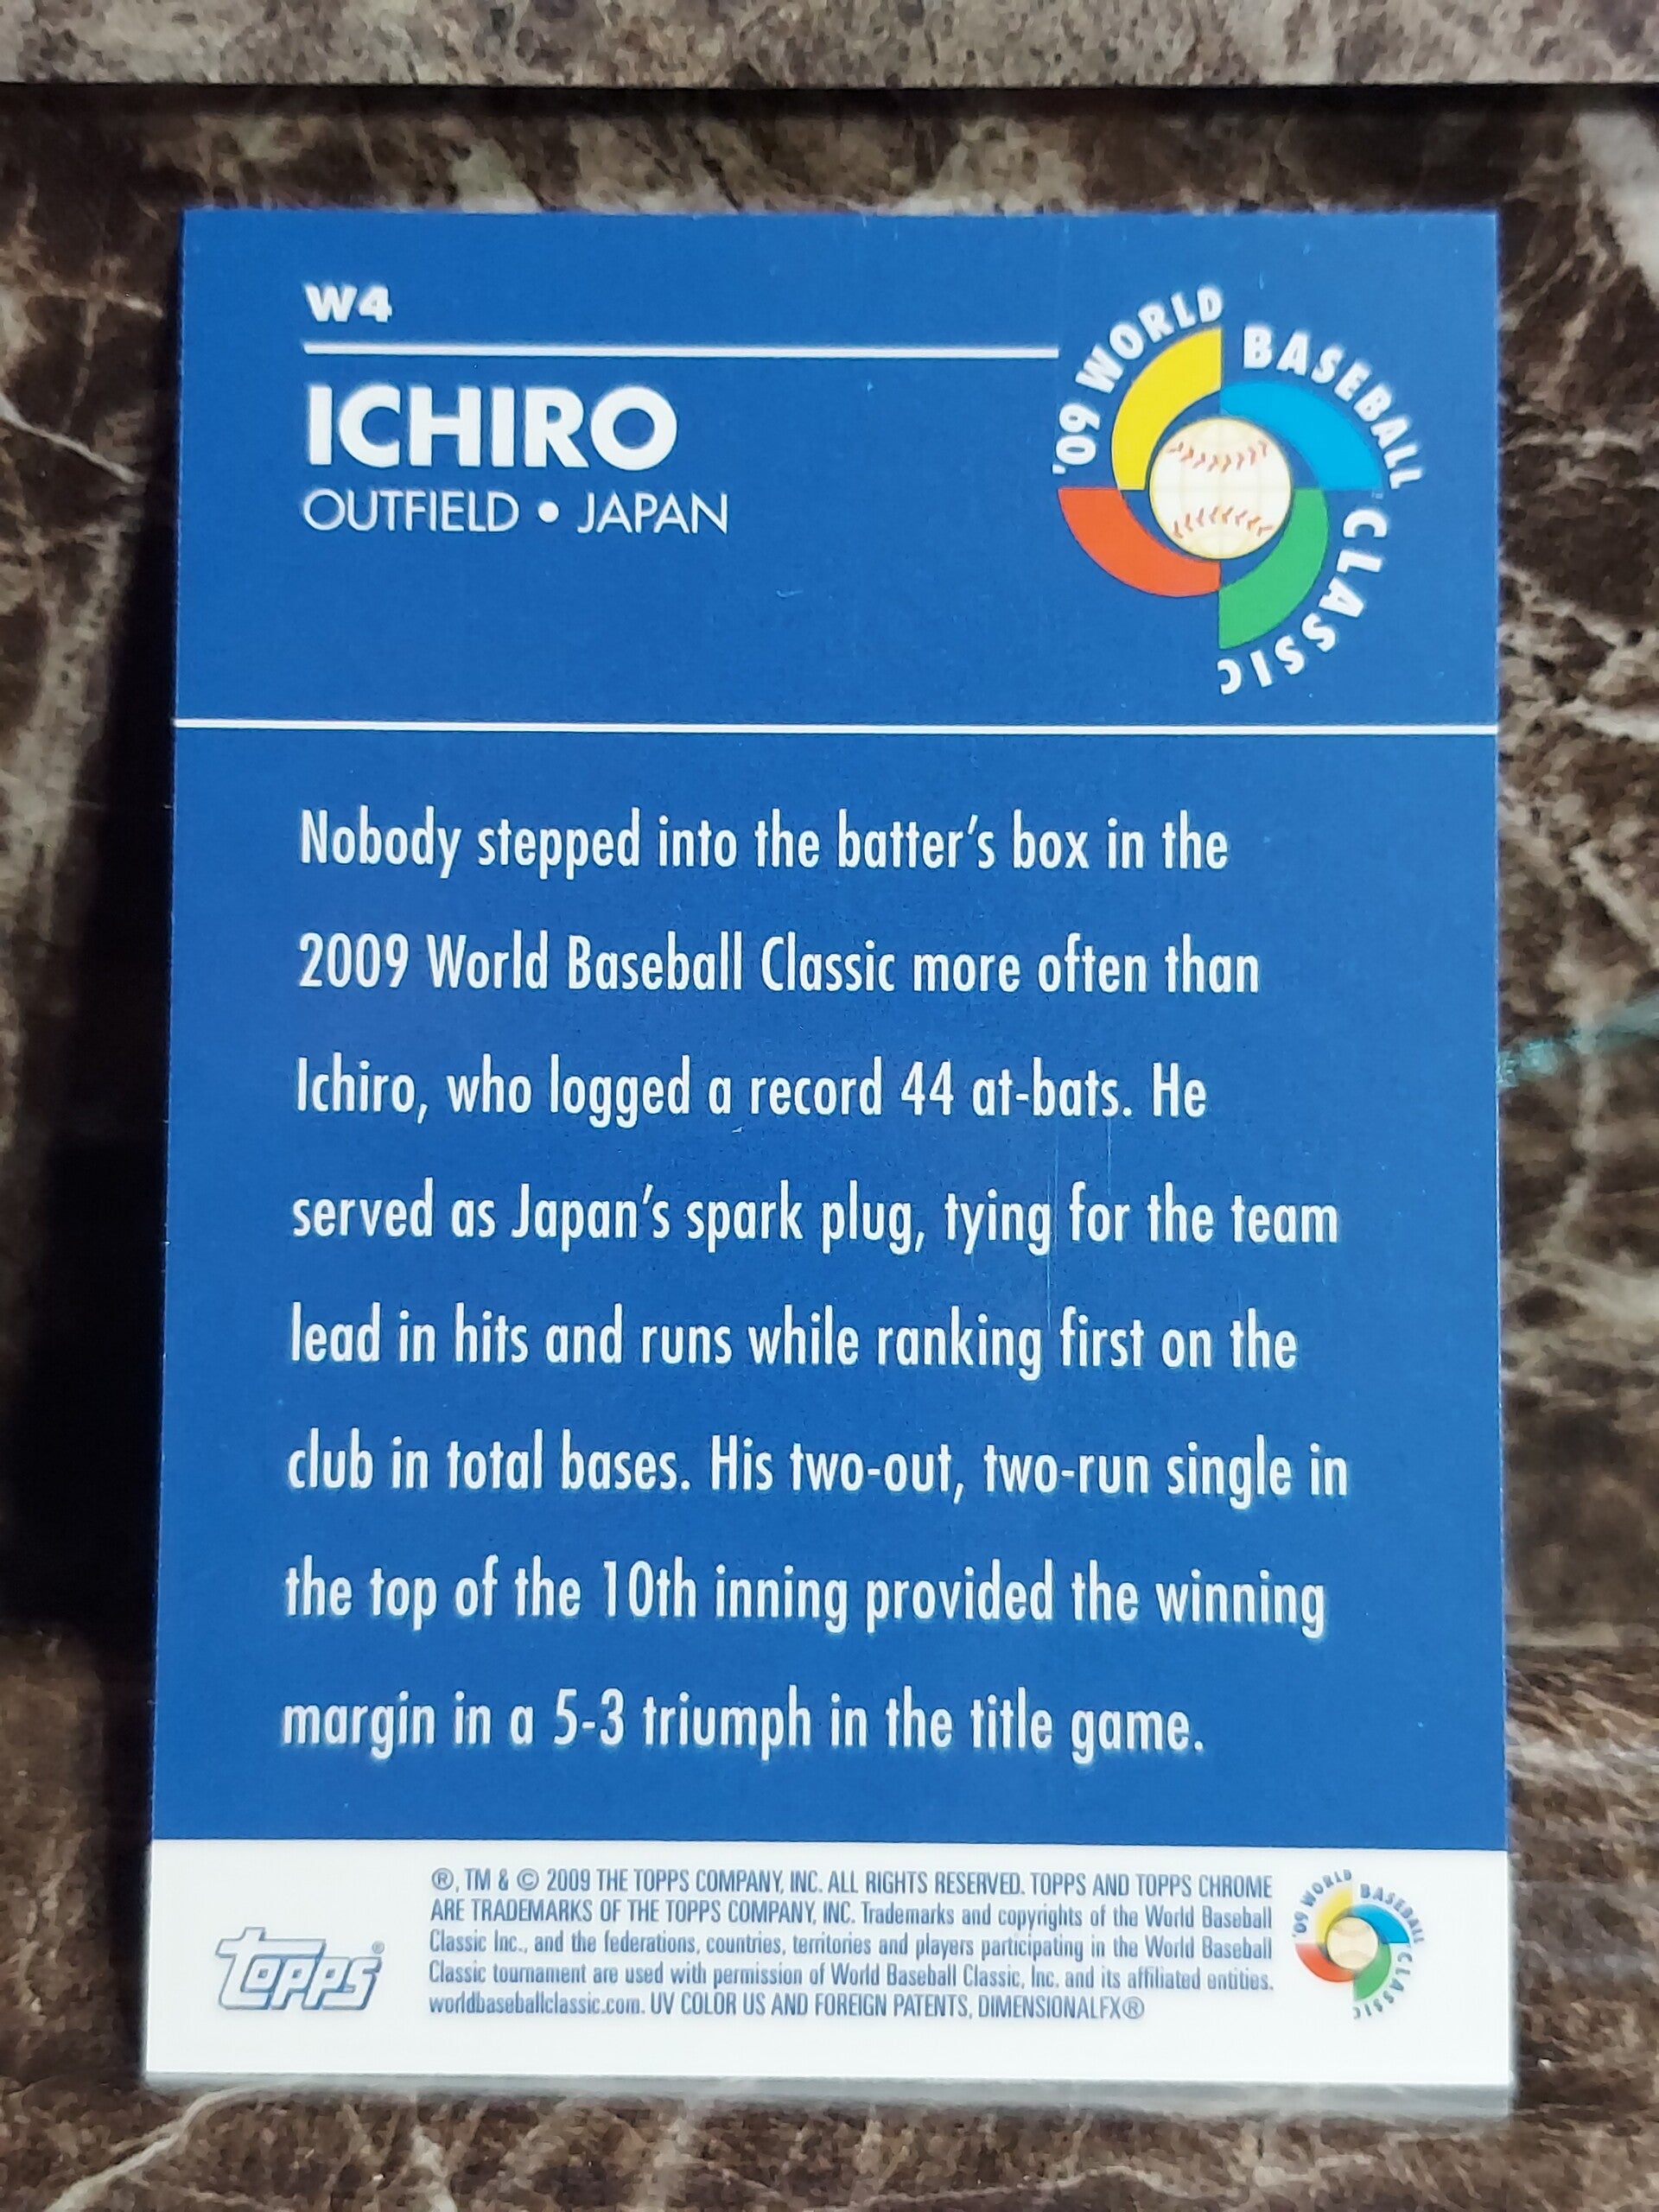 W4
ICHIRO
OUTFIELD • JAPAN
'09 WORLD BASEBALL CLASSIC
Nobody stepped into the batter's box in the
2009 World Baseball Classic more often than
Ichiro, who logged a record 44 at-bats. He
served as Japan's spark plug, tying for the team
lead in hits and runs while ranking first on the
club in total bases. His two-out, two-run single in
the top of the 10th inning provided the winning
margin in a 5-3 triumph in the title game.
Topps®
®, TM & © 2009 THE TOPPS COMPANY, INC. ALL RIGHTS RESERVED. TOPPS AND TOPPS CHROME
ARE TRADEMARKS OF THE TOPPS COMPANY, INC. Trademarks and copyrights of the World Baseball
Classic Inc., and the federations, countries, territories and players participating in the World Baseball
Classic tournament are used with permission of World Baseball Classic, Inc. and its affiliated entities.
worldbaseballclassic.com. UV COLOR US AND FOREIGN PATENTS, DIMENSIONALFX®
'09 WORLD BASEBALL CLASSIC